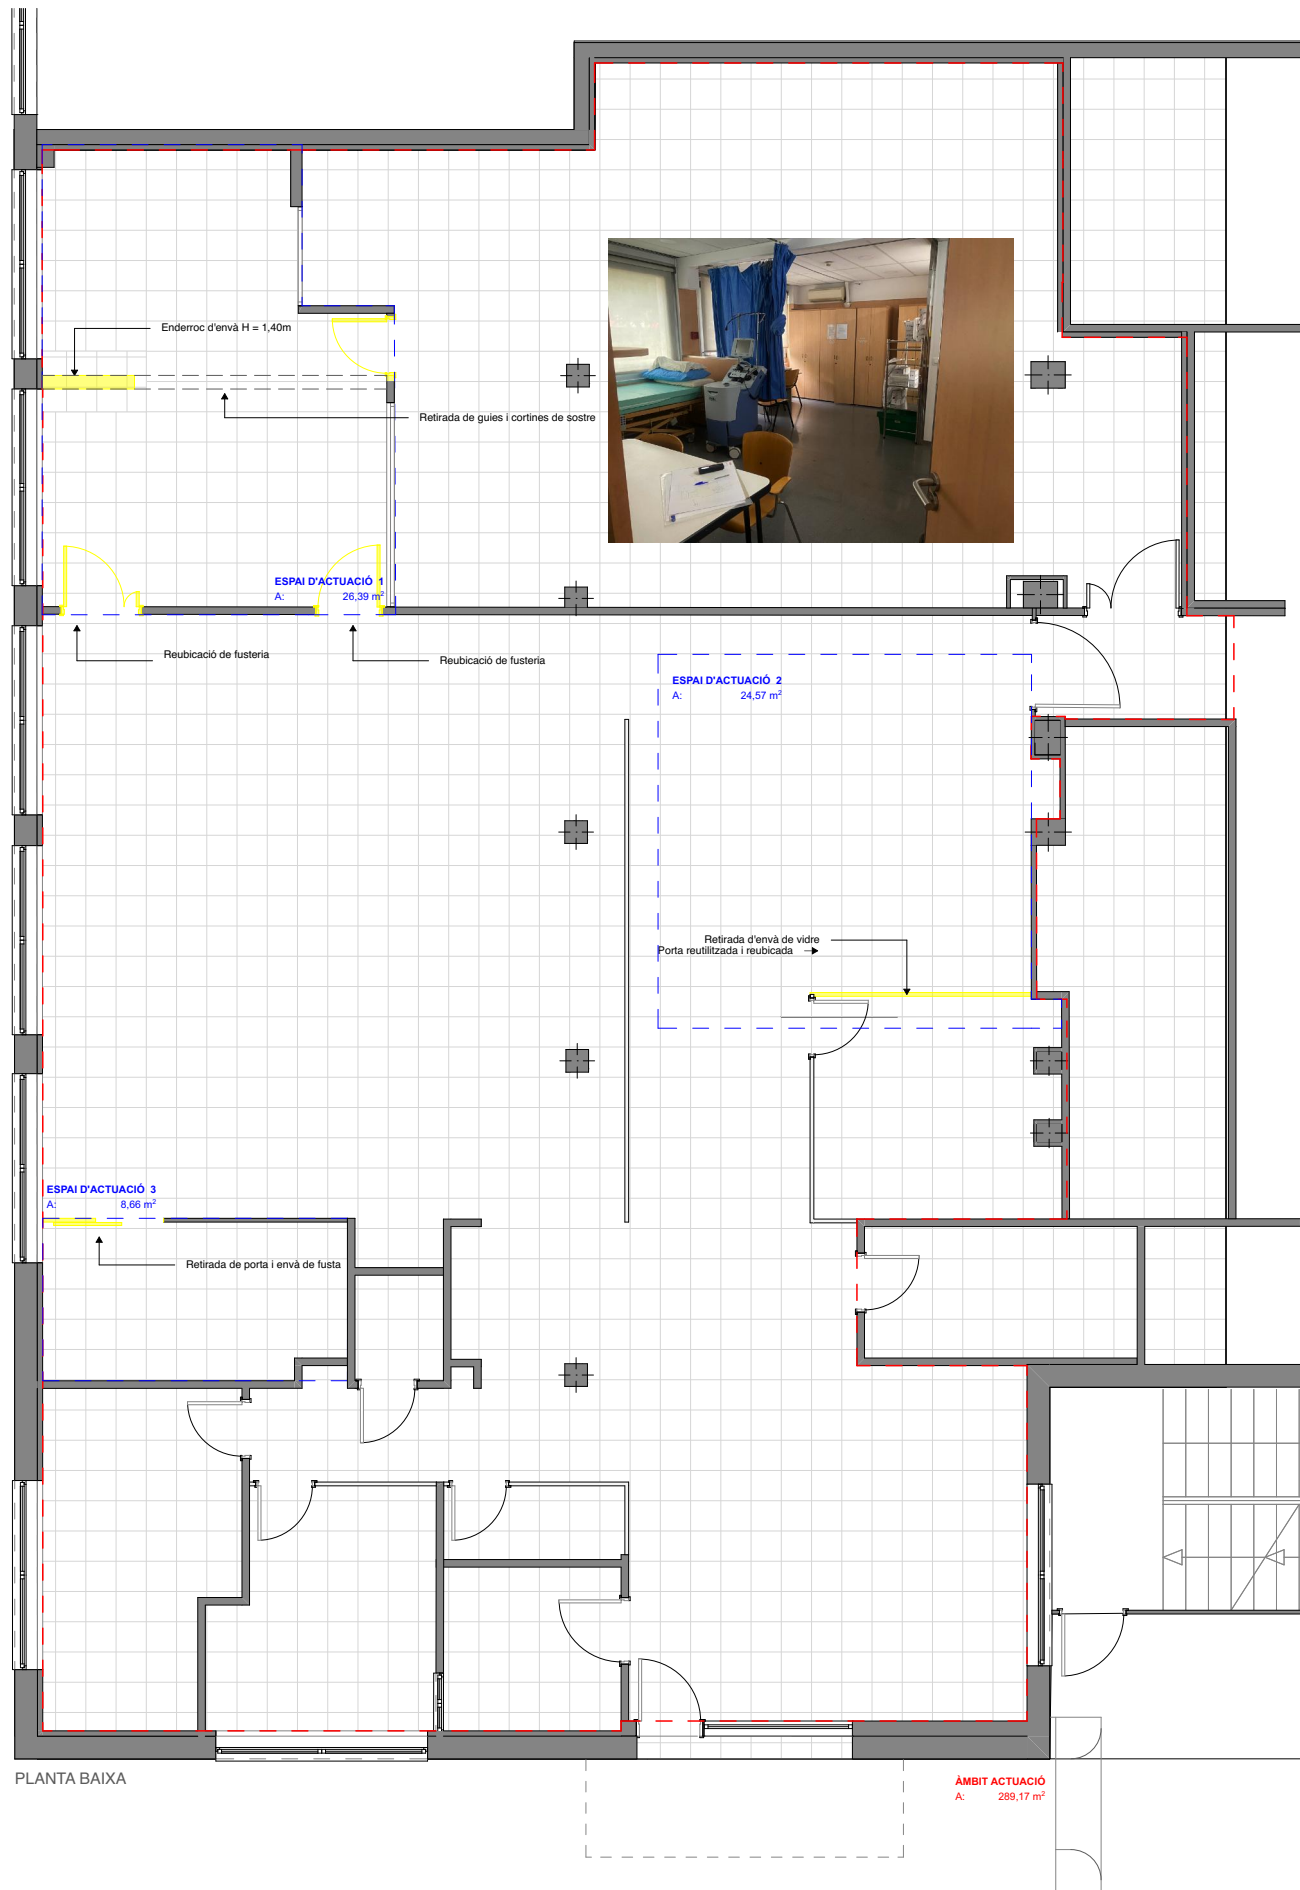 Enderroc d'envà H = 1,40m
Retirada de guies i cortines de sostre
ESPAI D'ACTUACIÓ 1
A: 26,39 m²
Reubicació de fusteria
Reubicació de fusteria
ESPAI D'ACTUACIÓ 2
A: 24,57 m²
Retirada d'envà de vidre
Porta reutilitzada i reubicada
ESPAI D'ACTUACIÓ 3
A: 8,66 m²
Retirada de porta i envà de fusta
PLANTA BAIXA
ÀMBIT ACTUACIÓ
A: 289,17 m²